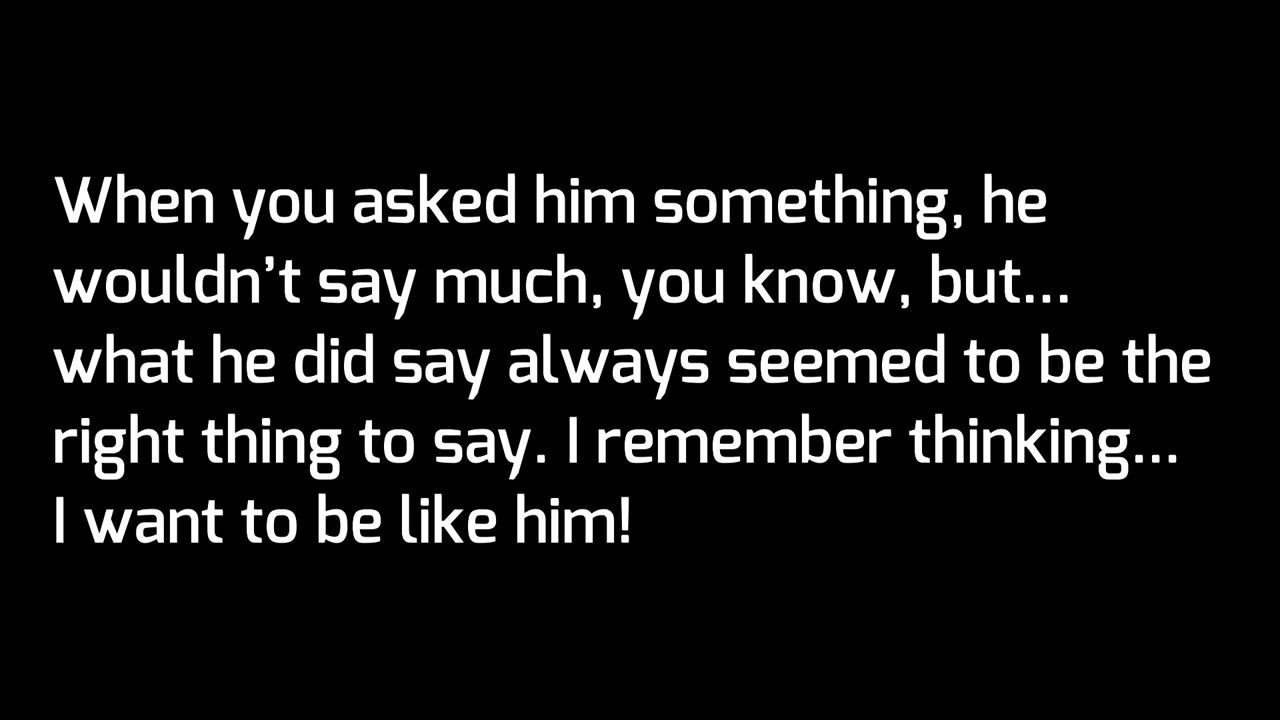 When you asked him something, he
wouldn’t say much, you know, but...
what he did say always seemed to be the
right thing to say. I remember thinking...
I want to be like him!